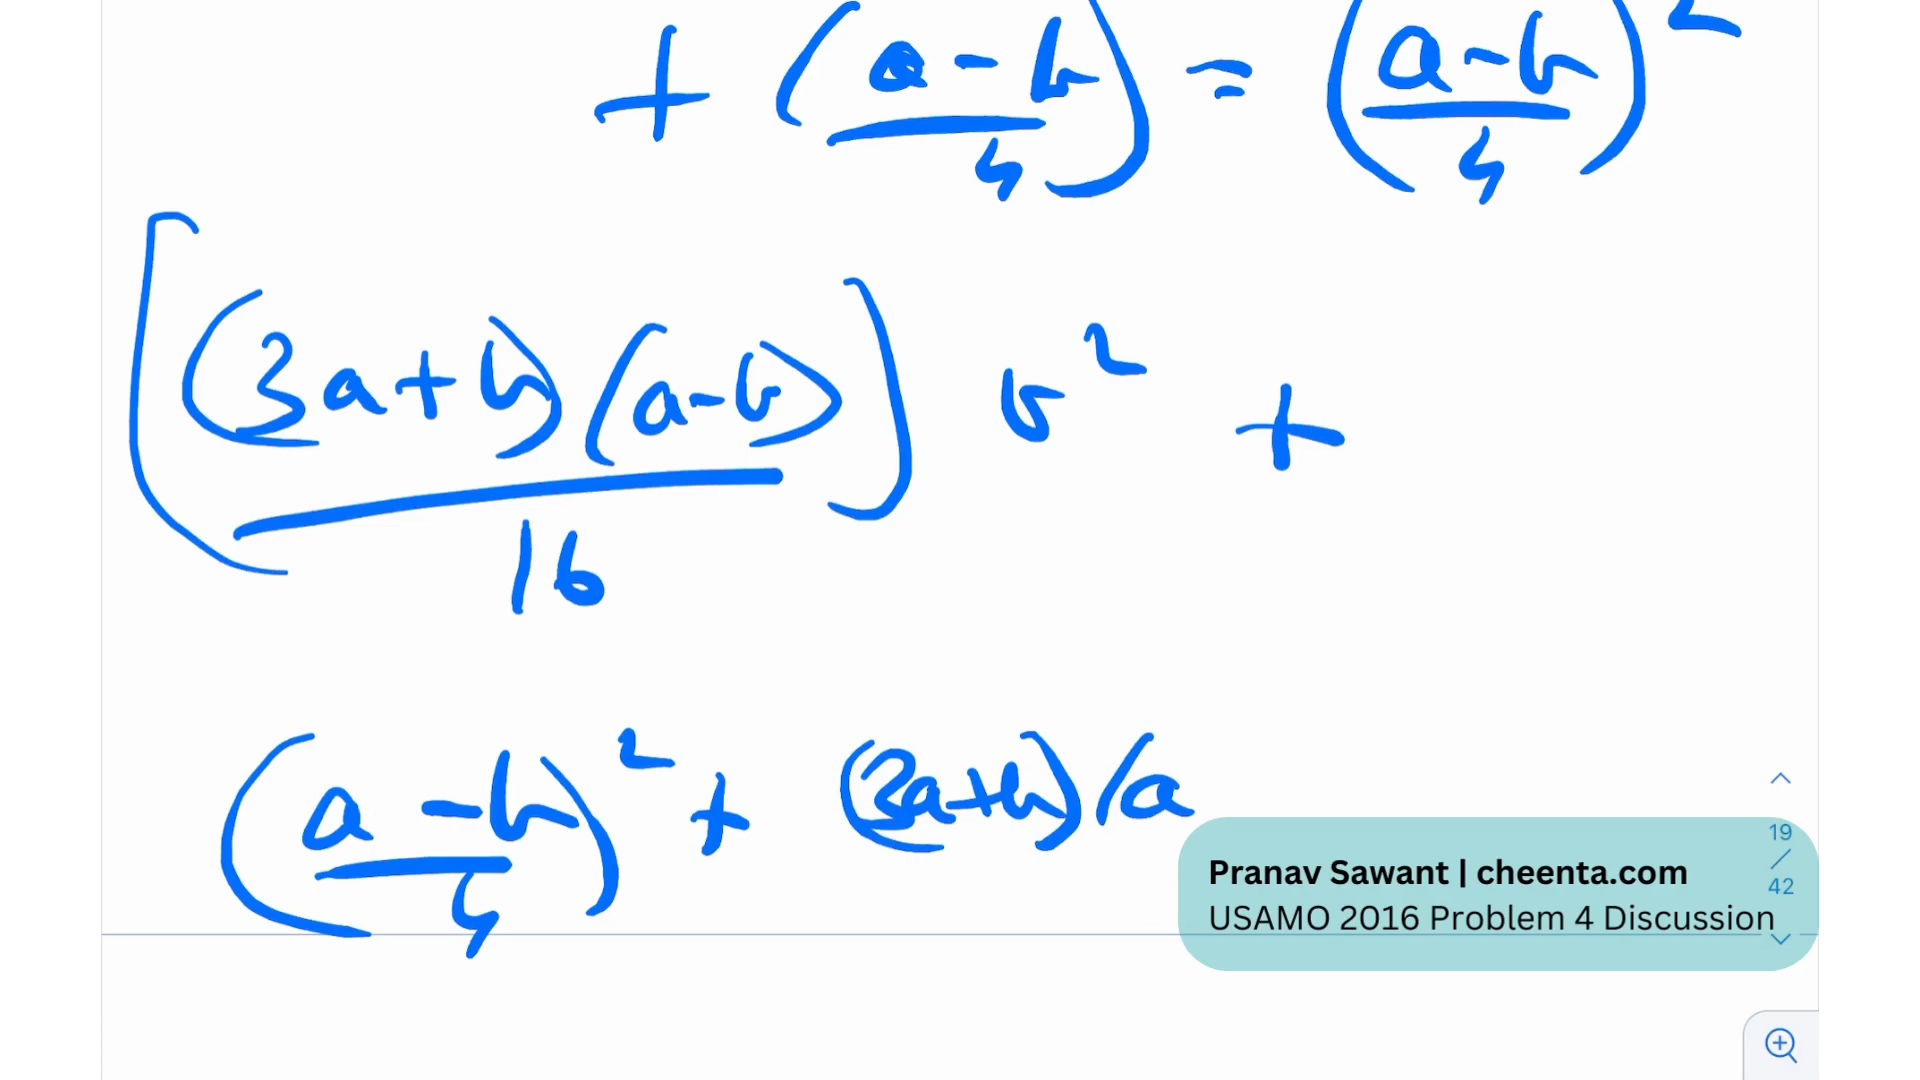 + (a-b/4) = (a-b/4)²
[(3a+b)(a-b)/16] b² +
(a-b/4)² + (3a+b)(a
19
/
42
Pranav Sawant | cheenta.com
USAMO 2016 Problem 4 Discussion